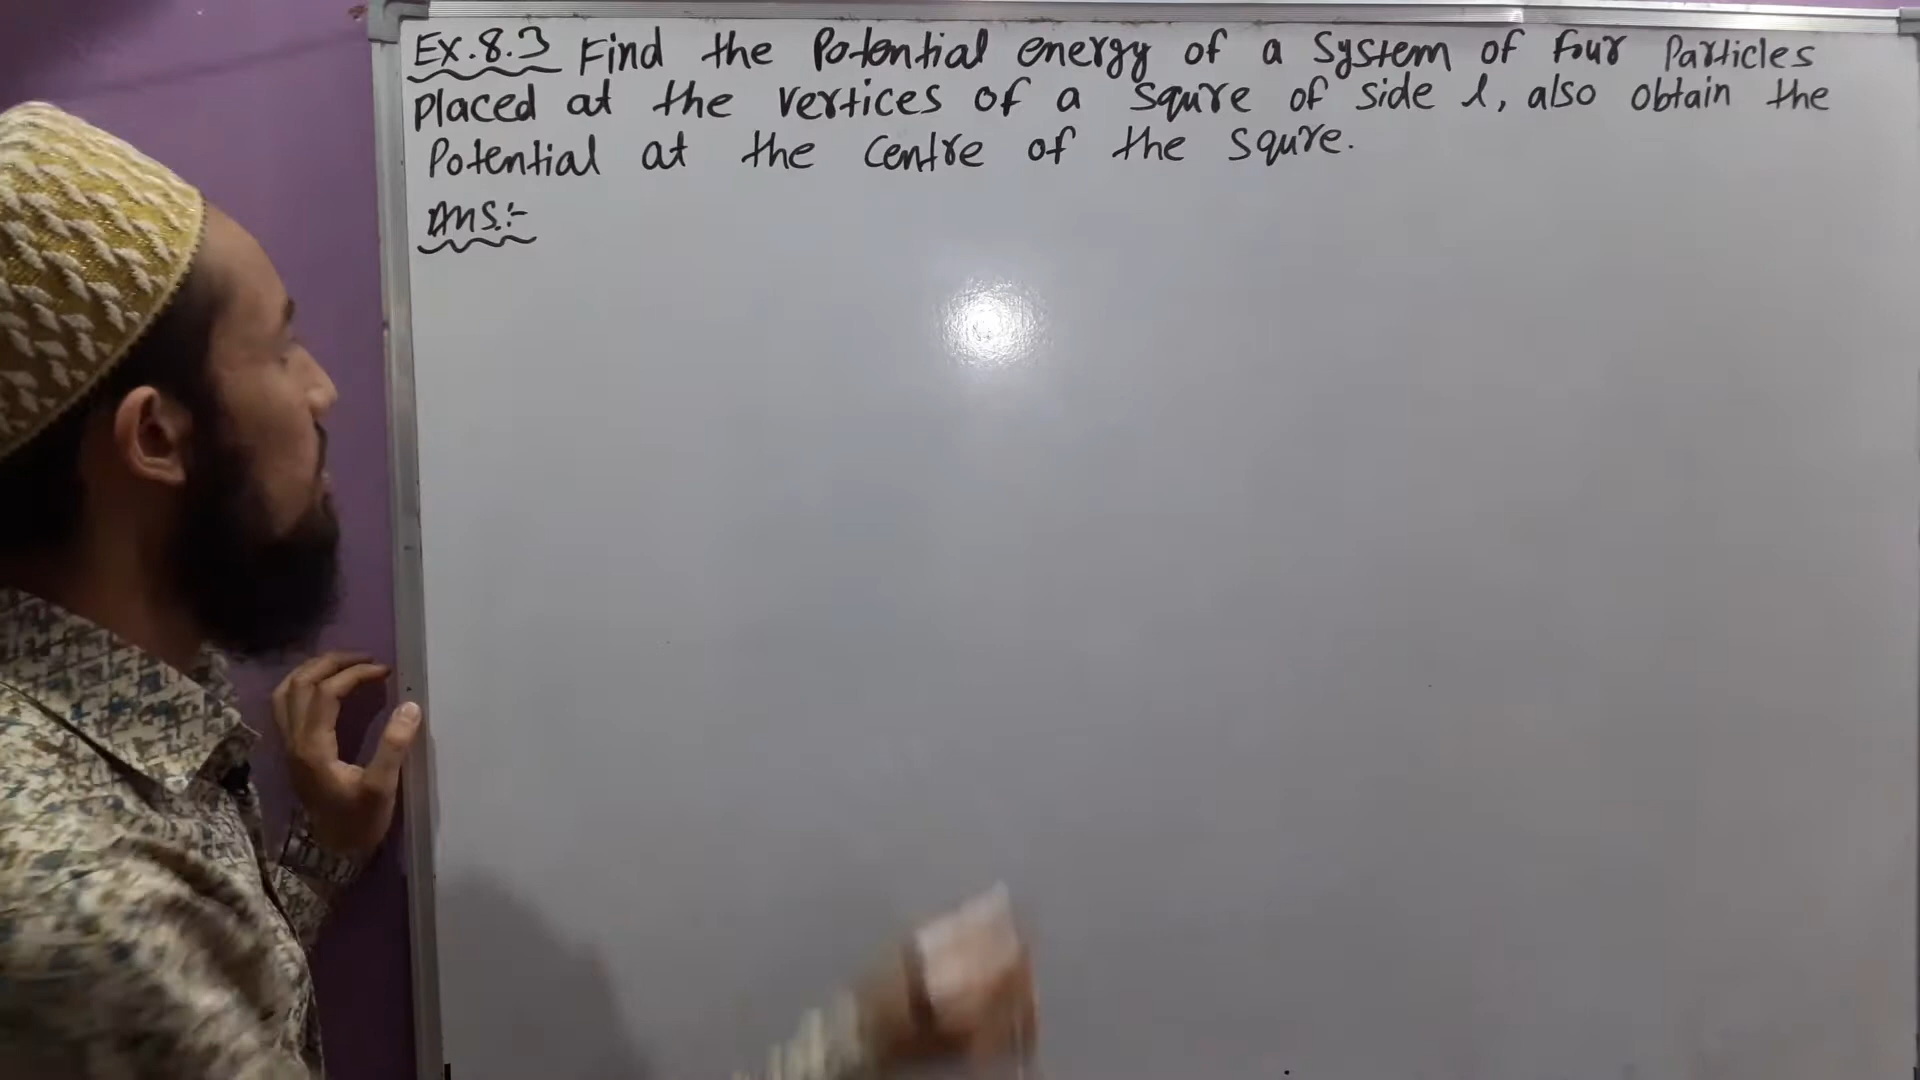 Ex.8.3 Find the Potential energy of a System of four Particles
Placed at the vertices of a Squre of side l, also obtain the
Potential at the Centre of the Squre.
Ans:-